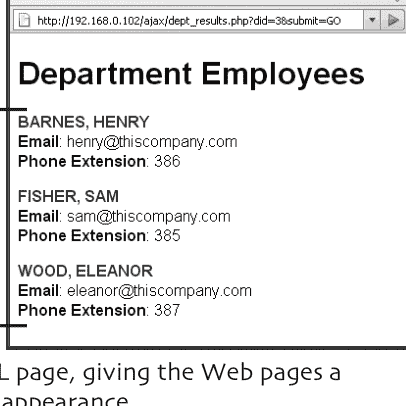 http://192.168.0.102/ajax/dept_results.php?did=3&submit=GO
Department Employees
BARNES, HENRY
Email: henry@thiscompany.com
Phone Extension: 386
FISHER, SAM
Email: sam@thiscompany.com
Phone Extension: 385
WOOD, ELEANOR
Email: eleanor@thiscompany.com
Phone Extension: 387
L page, giving the Web pages a
appearance